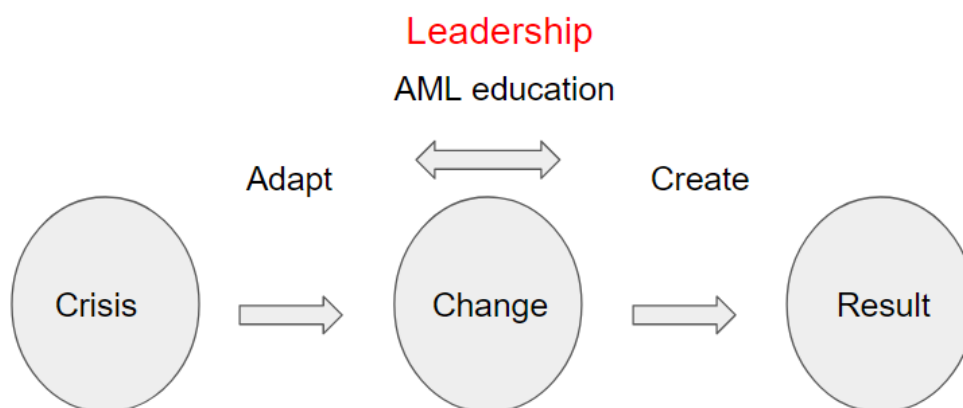 Leadership
AML education
Adapt
Create
Crisis
Change
Result